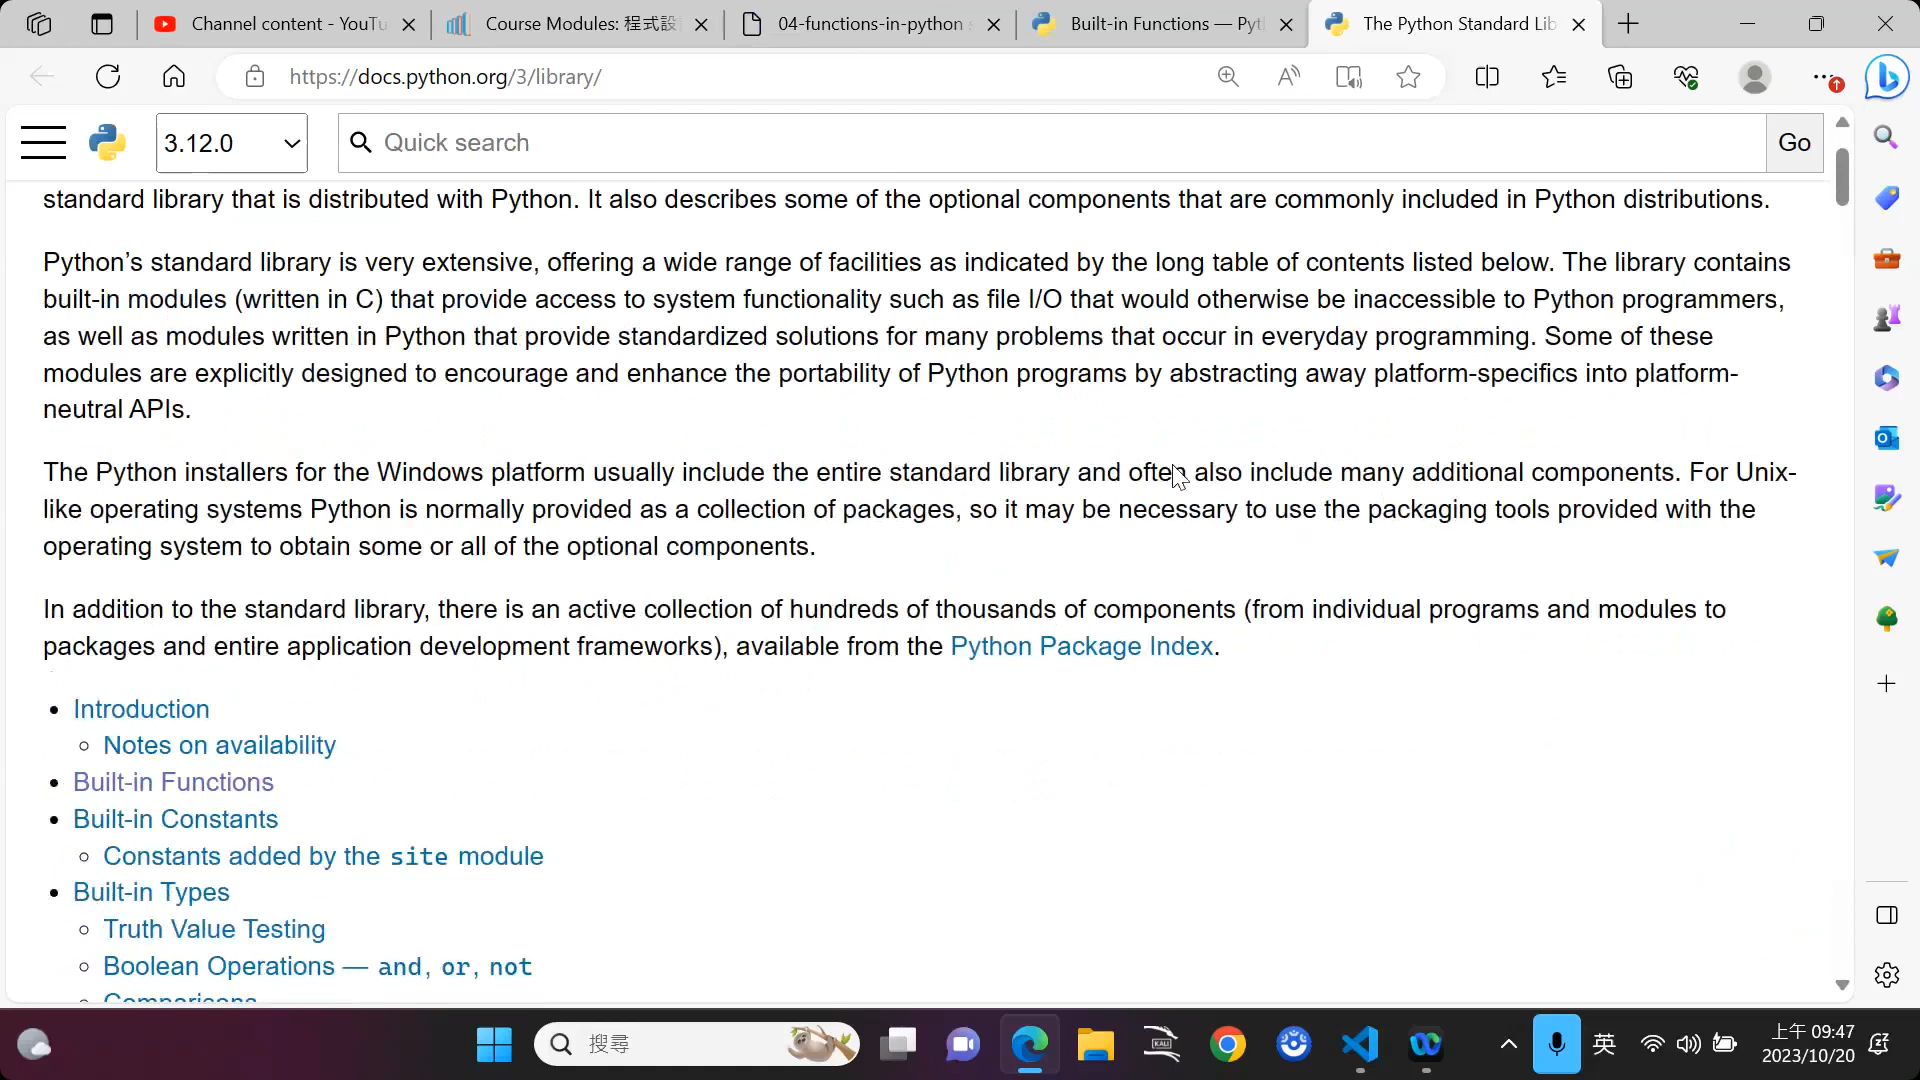 Channel content - YouTu
Course Modules: 程式設
04-functions-in-python
Built-in Functions — Pyt
The Python Standard Lib
https://docs.python.org/3/library/
3.12.0
Quick search
Go
standard library that is distributed with Python. It also describes some of the optional components that are commonly included in Python distributions.
Python’s standard library is very extensive, offering a wide range of facilities as indicated by the long table of contents listed below. The library contains
built-in modules (written in C) that provide access to system functionality such as file I/O that would otherwise be inaccessible to Python programmers,
as well as modules written in Python that provide standardized solutions for many problems that occur in everyday programming. Some of these
modules are explicitly designed to encourage and enhance the portability of Python programs by abstracting away platform-specifics into platform-
neutral APIs.
The Python installers for the Windows platform usually include the entire standard library and often also include many additional components. For Unix-
like operating systems Python is normally provided as a collection of packages, so it may be necessary to use the packaging tools provided with the
operating system to obtain some or all of the optional components.
In addition to the standard library, there is an active collection of hundreds of thousands of components (from individual programs and modules to
packages and entire application development frameworks), available from the Python Package Index.
Introduction
Notes on availability
Built-in Functions
Built-in Constants
Constants added by the site module
Built-in Types
Truth Value Testing
Boolean Operations — and, or, not
Comparisons
搜尋
KALI
英
上午 09:47
2023/10/20